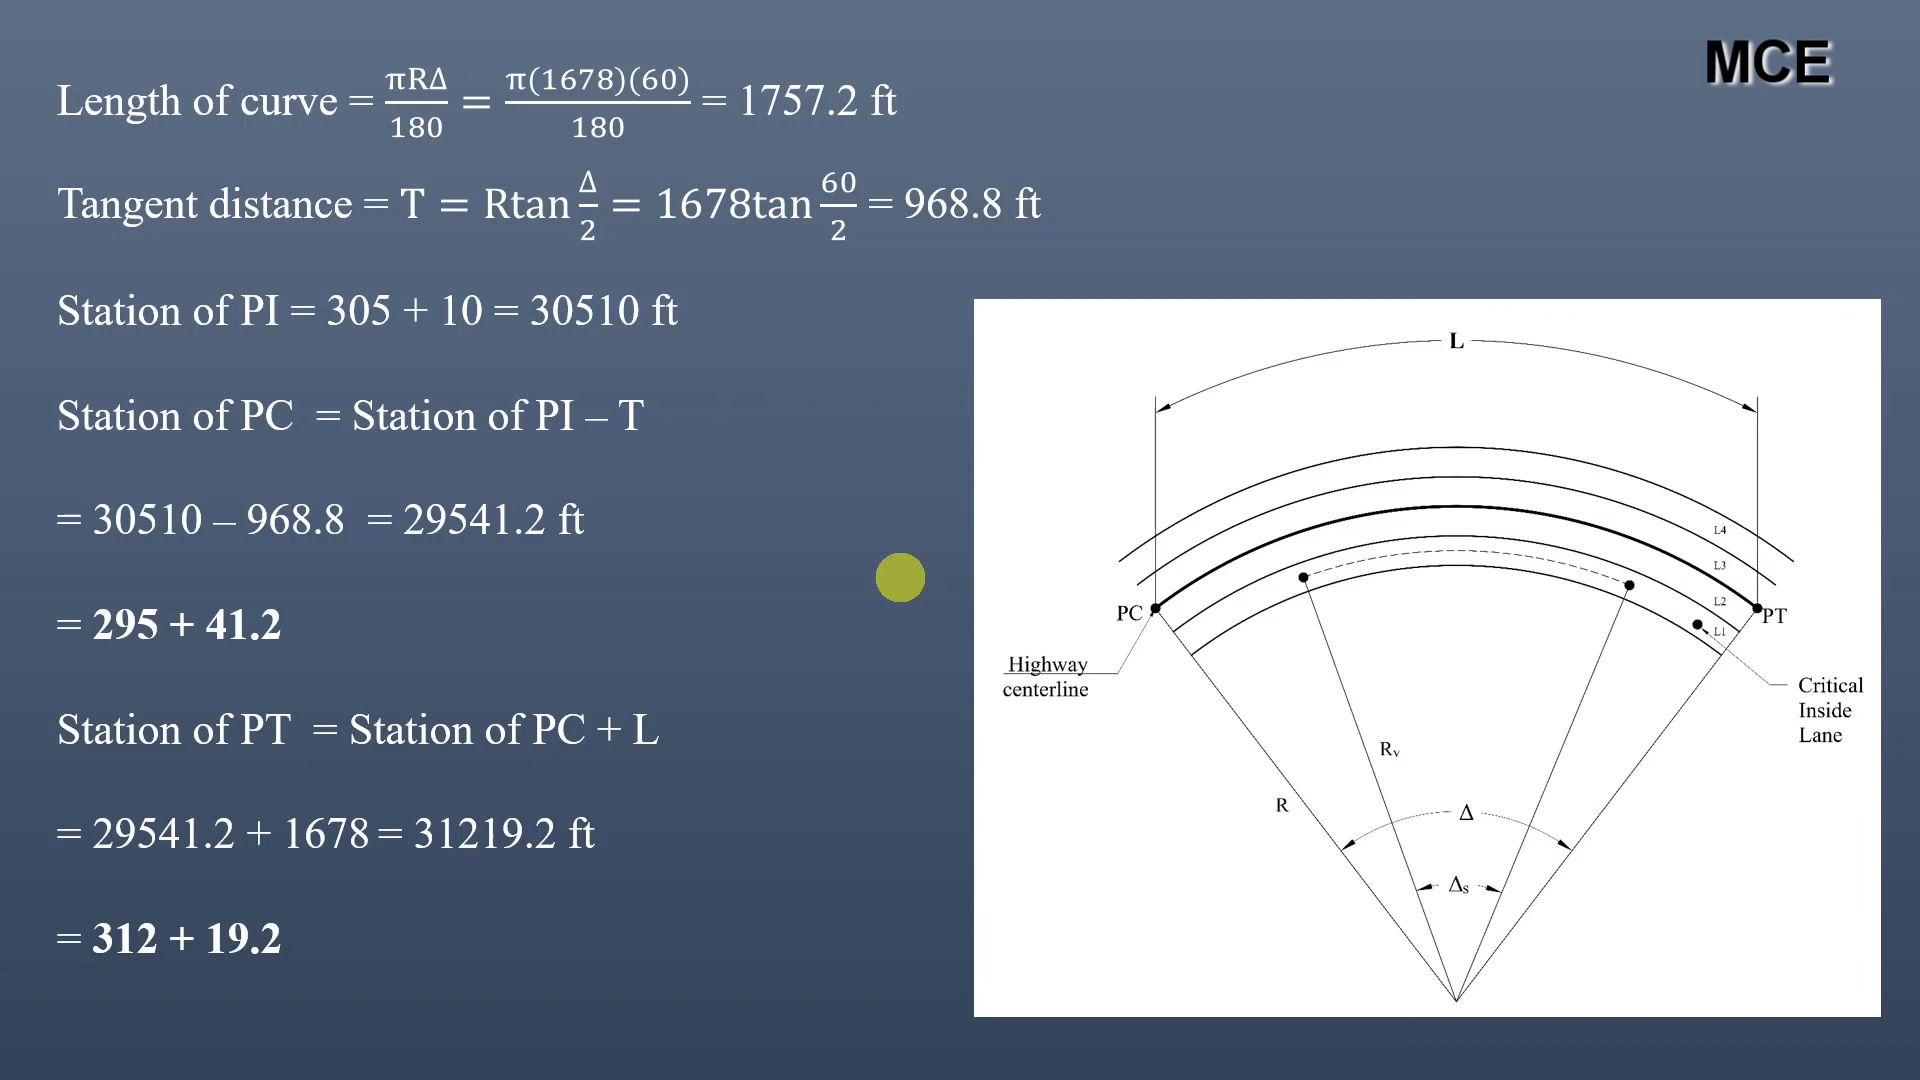 MCE
Length of curve = πRΔ/180 = π(1678)(60)/180 = 1757.2 ft
Tangent distance = T = Rtan Δ/2 = 1678tan 60/2 = 968.8 ft
Station of PI = 305 + 10 = 30510 ft
Station of PC = Station of PI – T
= 30510 – 968.8 = 29541.2 ft
= 295 + 41.2
Station of PT = Station of PC + L
= 29541.2 + 1678 = 31219.2 ft
= 312 + 19.2
L
L4
L3
L2
L1
PC
PT
Highway
centerline
Critical
Inside
Lane
Rv
R
Δ
Δs